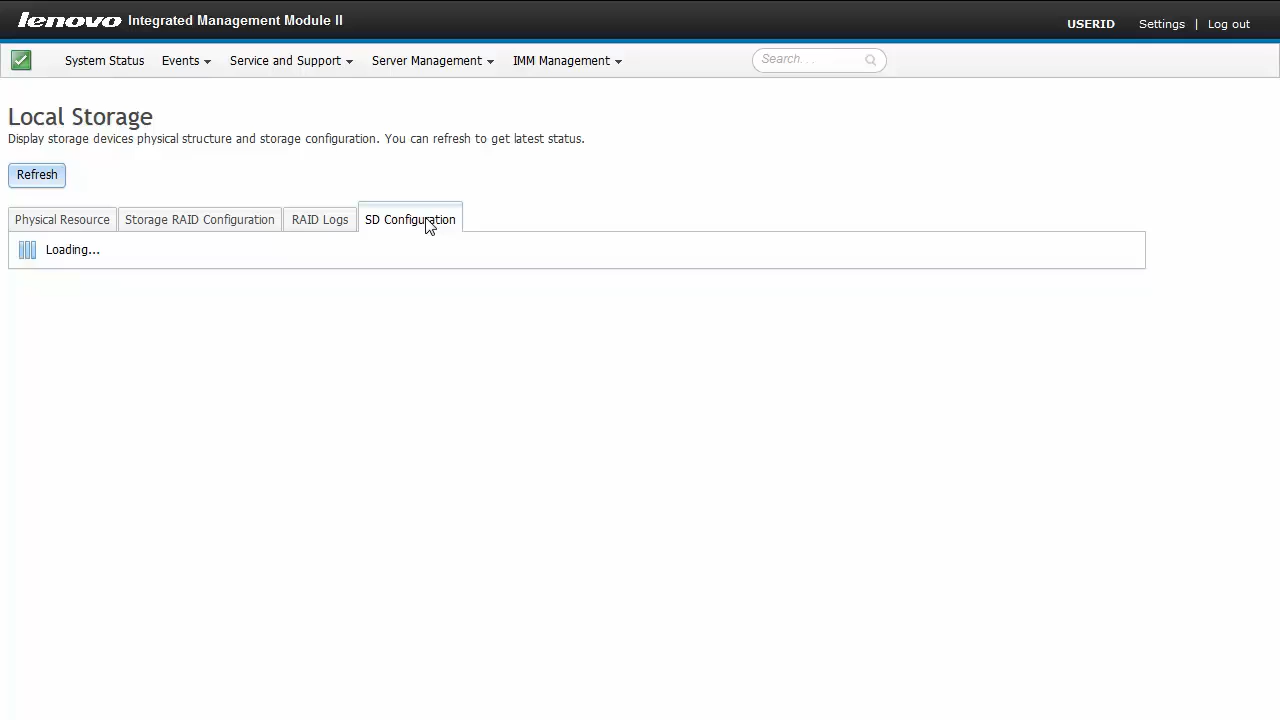 lenovo Integrated Management Module II
USERID Settings | Log out
System Status Events Service and Support Server Management IMM Management Search. . .
Local Storage
Display storage devices physical structure and storage configuration. You can refresh to get latest status.
Refresh
Physical Resource Storage RAID Configuration RAID Logs SD Configuration
Loading...